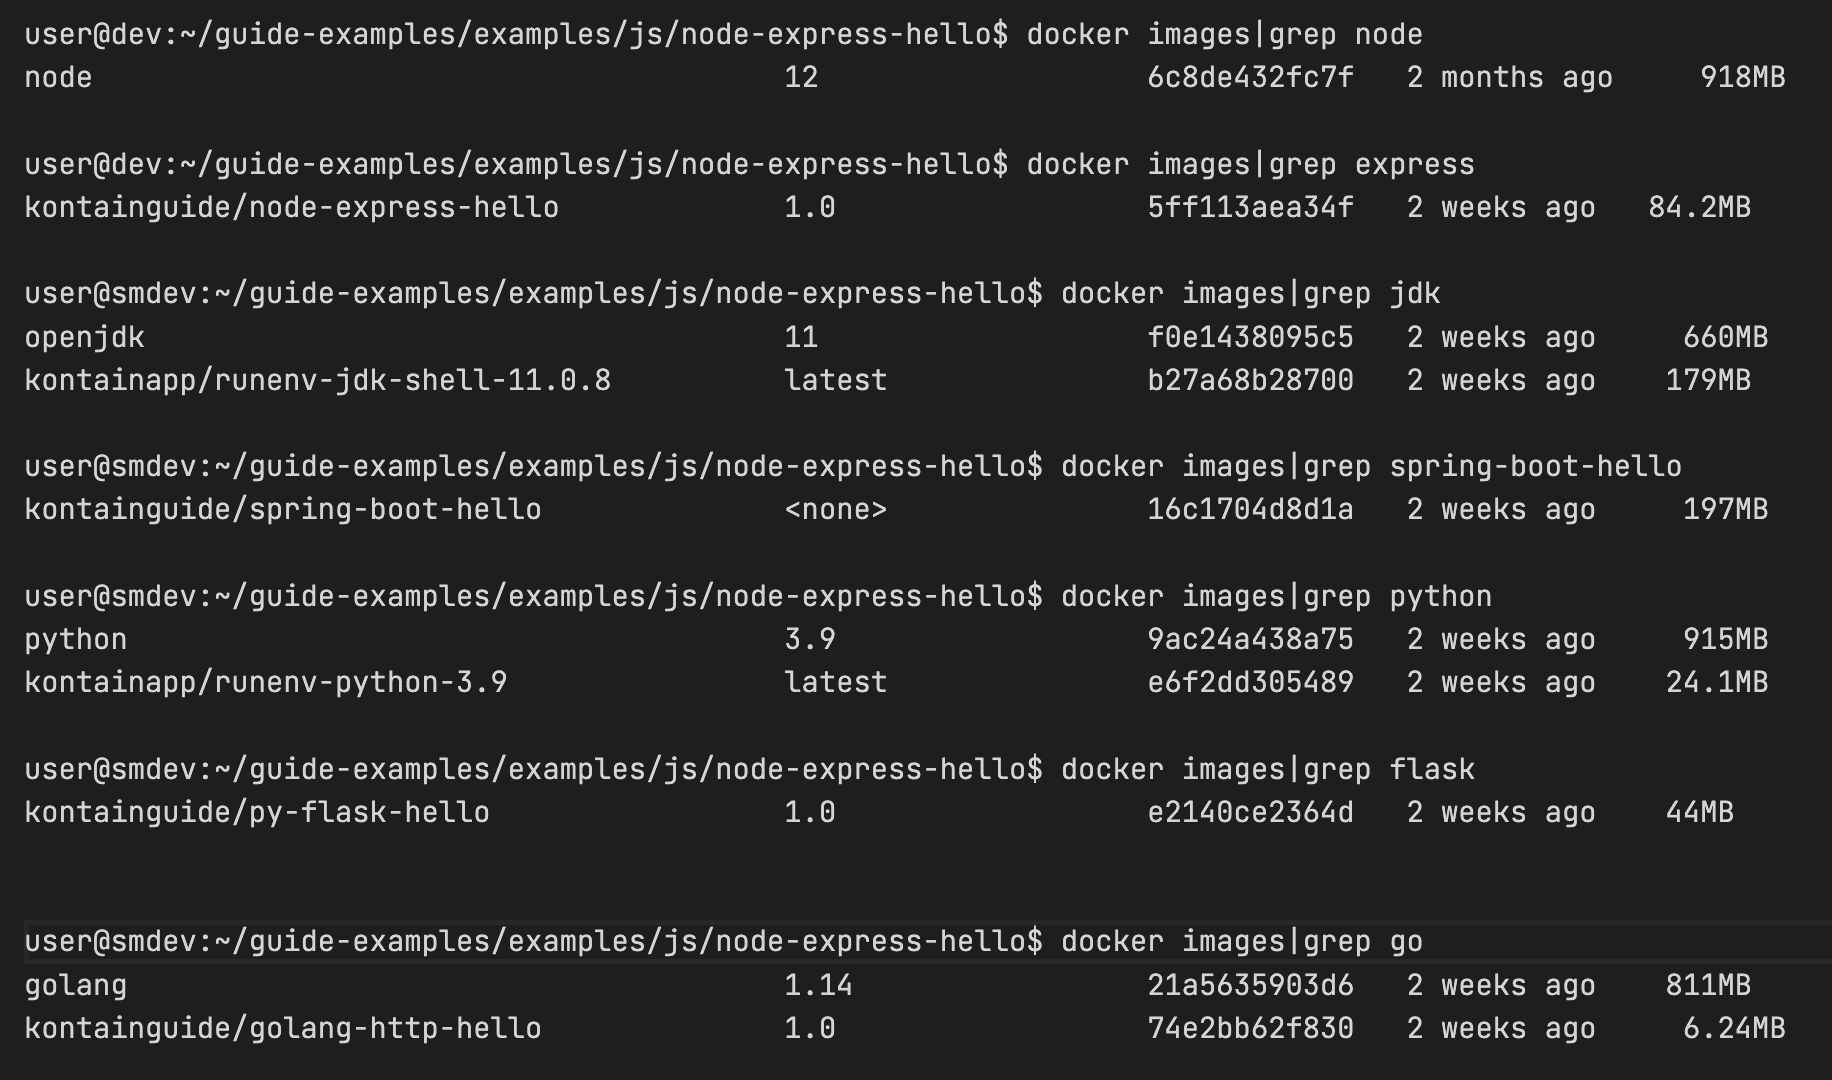 user@dev:~/guide-examples/examples/js/node-express-hello$ docker images|grep node
node 12 6c8de432fc7f 2 months ago 918MB
user@dev:~/guide-examples/examples/js/node-express-hello$ docker images|grep express
kontainguide/node-express-hello 1.0 5ff113aea34f 2 weeks ago 84.2MB
user@smdev:~/guide-examples/examples/js/node-express-hello$ docker images|grep jdk
openjdk 11 f0e1438095c5 2 weeks ago 660MB
kontainapp/runenv-jdk-shell-11.0.8 latest b27a68b28700 2 weeks ago 179MB
user@smdev:~/guide-examples/examples/js/node-express-hello$ docker images|grep spring-boot-hello
kontainguide/spring-boot-hello <none> 16c1704d8d1a 2 weeks ago 197MB
user@smdev:~/guide-examples/examples/js/node-express-hello$ docker images|grep python
python 3.9 9ac24a438a75 2 weeks ago 915MB
kontainapp/runenv-python-3.9 latest e6f2dd305489 2 weeks ago 24.1MB
user@smdev:~/guide-examples/examples/js/node-express-hello$ docker images|grep flask
kontainguide/py-flask-hello 1.0 e2140ce2364d 2 weeks ago 44MB
user@smdev:~/guide-examples/examples/js/node-express-hello$ docker images|grep go
golang 1.14 21a5635903d6 2 weeks ago 811MB
kontainguide/golang-http-hello 1.0 74e2bb62f830 2 weeks ago 6.24MB